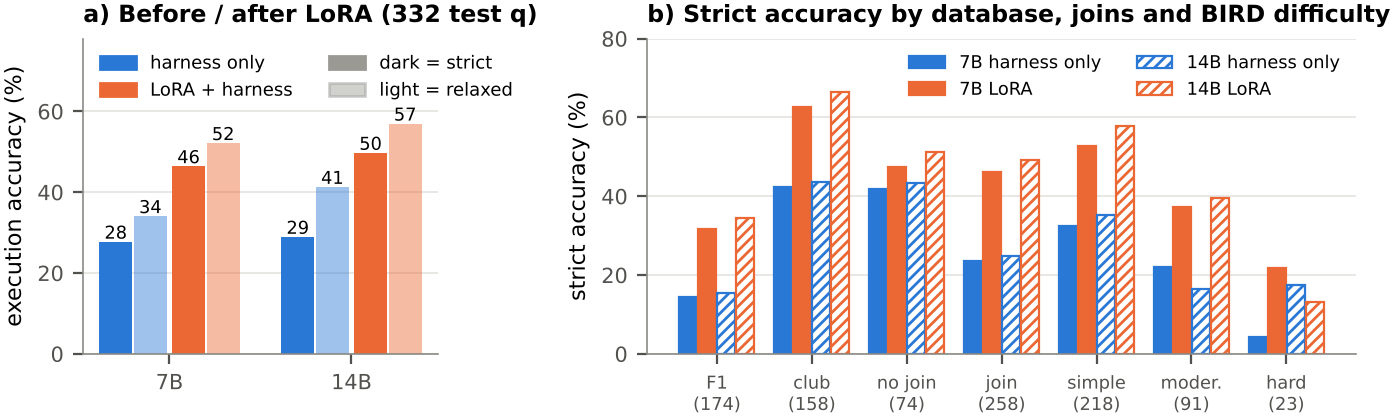 a) Before / after LoRA (332 test q)
execution accuracy (%)
harness only
LoRA + harness
dark = strict
light = relaxed
60
40
20
0
28
34
46
52
29
41
50
57
7B
14B
b) Strict accuracy by database, joins and BIRD difficulty
strict accuracy (%)
7B harness only
7B LoRA
14B harness only
14B LoRA
80
60
40
20
0
F1
(174)
club
(158)
no join
(74)
join
(258)
simple
(218)
moder.
(91)
hard
(23)